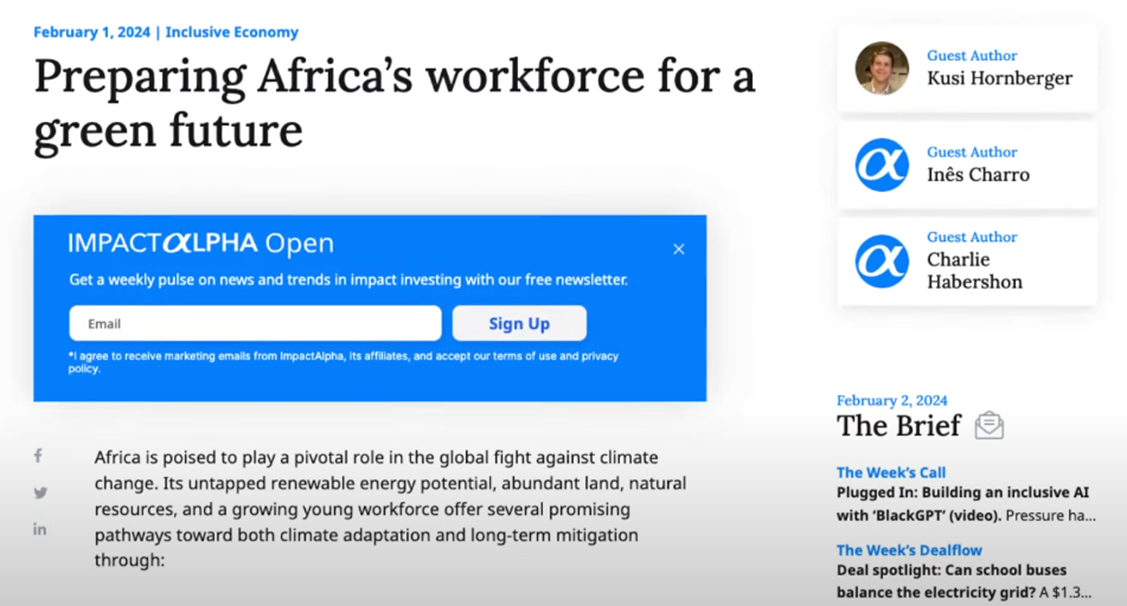 February 1, 2024 | Inclusive Economy
Preparing Africa's workforce for a
green future
IMPACTαLPHA Open
×
Get a weekly pulse on news and trends in impact investing with our free newsletter.
Email
Sign Up
*I agree to receive marketing emails from ImpactAlpha, its affiliates, and accept our terms of use and privacy
policy.
f
in
Africa is poised to play a pivotal role in the global fight against climate
change. Its untapped renewable energy potential, abundant land, natural
resources, and a growing young workforce offer several promising
pathways toward both climate adaptation and long-term mitigation
through:
Guest Author
Kusi Hornberger
α
Guest Author
Inês Charro
α
Guest Author
Charlie
Habershon
February 2, 2024
The Brief
The Week's Call
Plugged In: Building an inclusive AI
with 'BlackGPT' (video). Pressure ha...
The Week's Dealflow
Deal spotlight: Can school buses
balance the electricity grid? A $1.3...